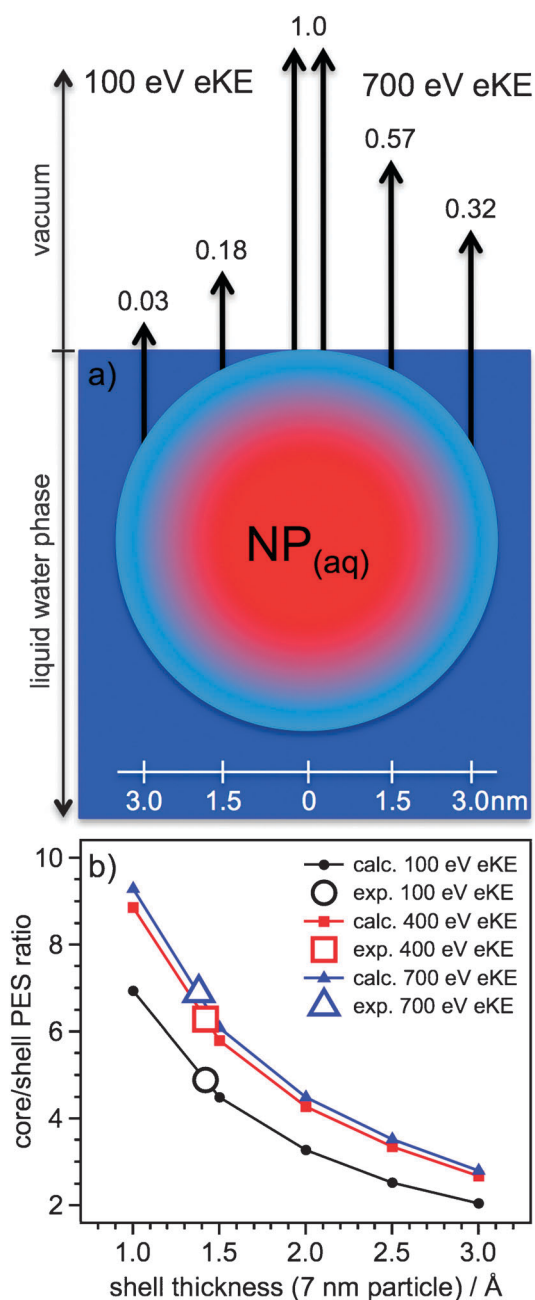 1.0
100 eV eKE
700 eV eKE
0.57
0.32
0.18
0.03
vacuum
liquid water phase
a)
NP(aq)
3.0 1.5 0 1.5 3.0nm
b)
calc. 100 eV eKE
exp. 100 eV eKE
calc. 400 eV eKE
exp. 400 eV eKE
calc. 700 eV eKE
exp. 700 eV eKE
core/shell PES ratio
10
8
6
4
2
1.0 1.5 2.0 2.5 3.0
shell thickness (7 nm particle) / Å